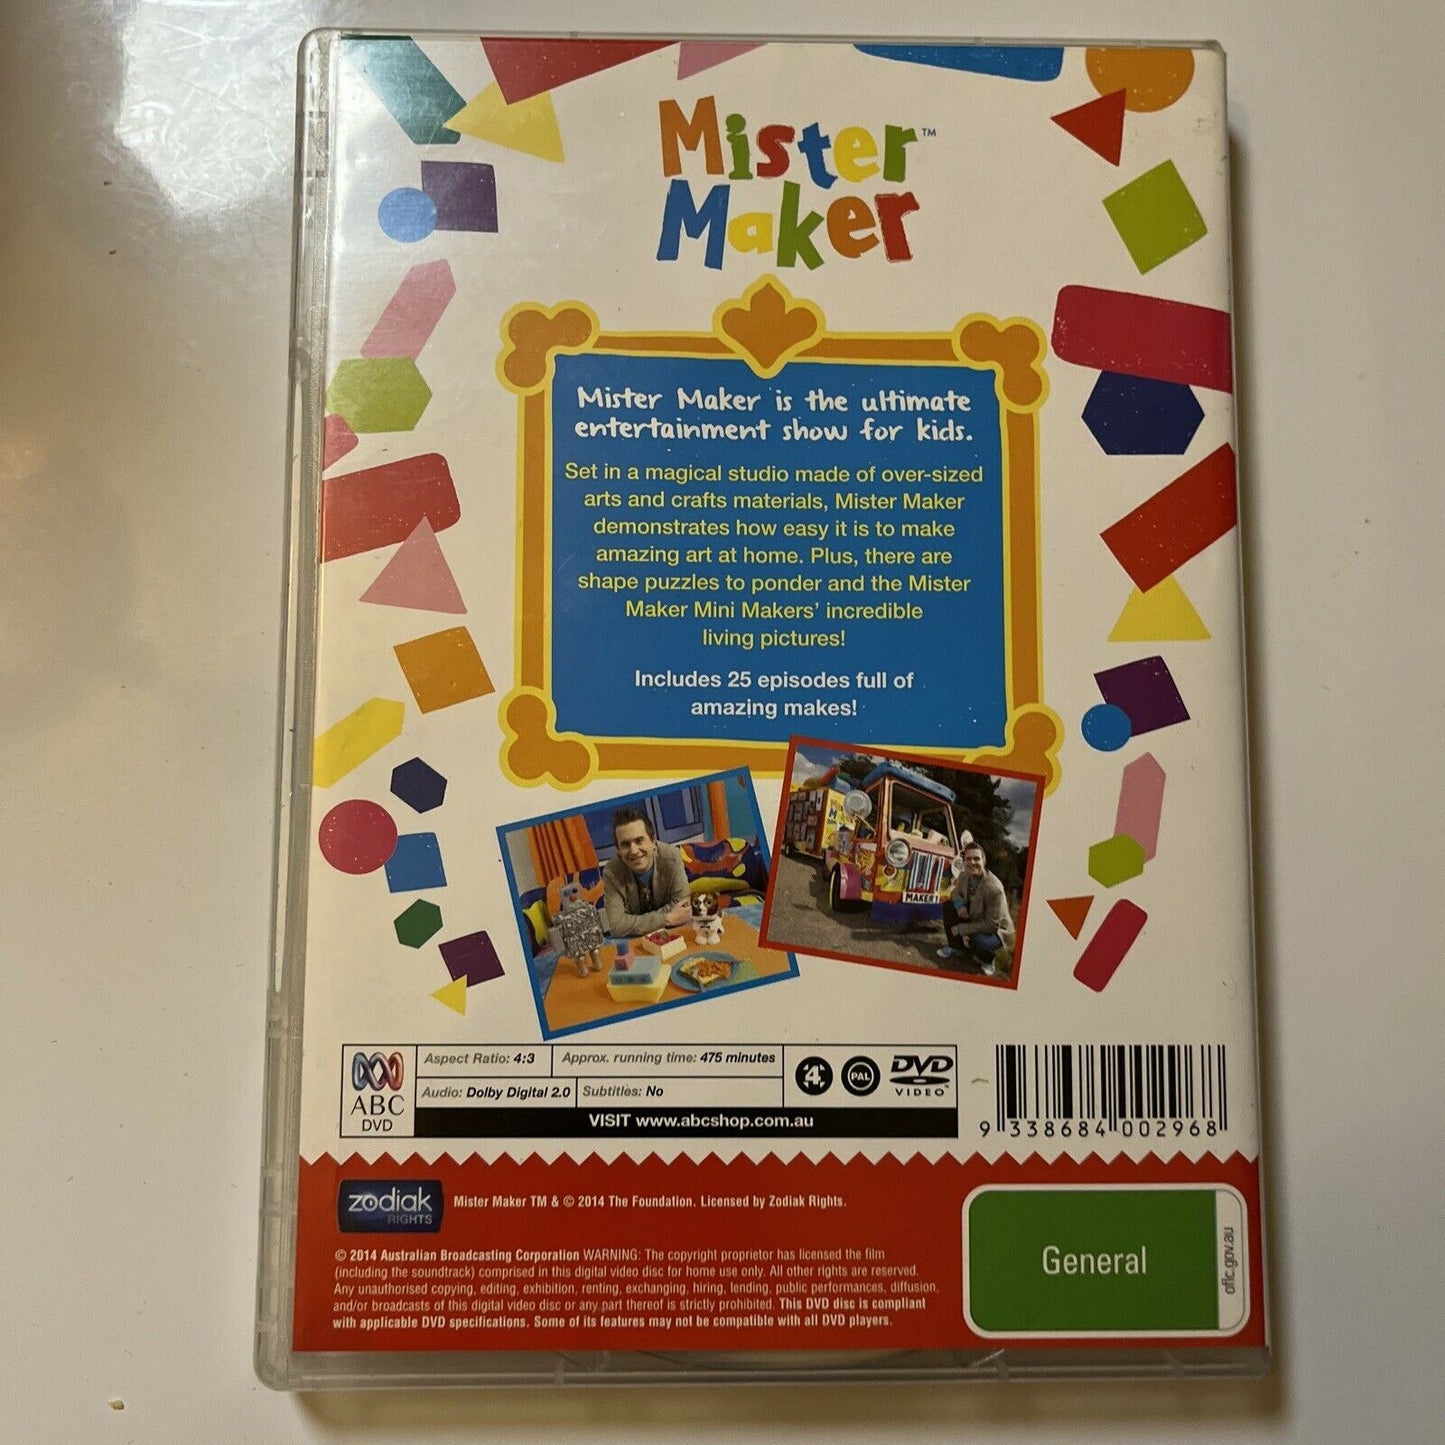 Mister™
Maker
Mister Maker is the ultimate
entertainment show for kids.
Set in a magical studio made of over-sized
arts and crafts materials, Mister Maker
demonstrates how easy it is to make
amazing art at home. Plus, there are
shape puzzles to ponder and the Mister
Maker Mini Makers' incredible
living pictures!
Includes 25 episodes full of
amazing makes!
MAKER 1
ABC
DVD
Aspect Ratio: 4:3
Approx. running time: 475 minutes
Audio: Dolby Digital 2.0
Subtitles: No
VISIT www.abcshop.com.au
4
PAL
DVD
VIDEO
9 338684 002968
zodiak
RIGHTS
Mister Maker TM & © 2014 The Foundation. Licensed by Zodiak Rights.
© 2014 Australian Broadcasting Corporation WARNING: The copyright proprietor has licensed the film
(including the soundtrack) comprised in this digital video disc for home use only. All other rights are reserved.
Any unauthorised copying, editing, exhibition, renting, exchanging, hiring, lending, public performances, diffusion,
and/or broadcasts of this digital video disc or any part thereof is strictly prohibited. This DVD disc is compliant
with applicable DVD specifications. Some of its features may not be compatible with all DVD players.
General
oflc.gov.au